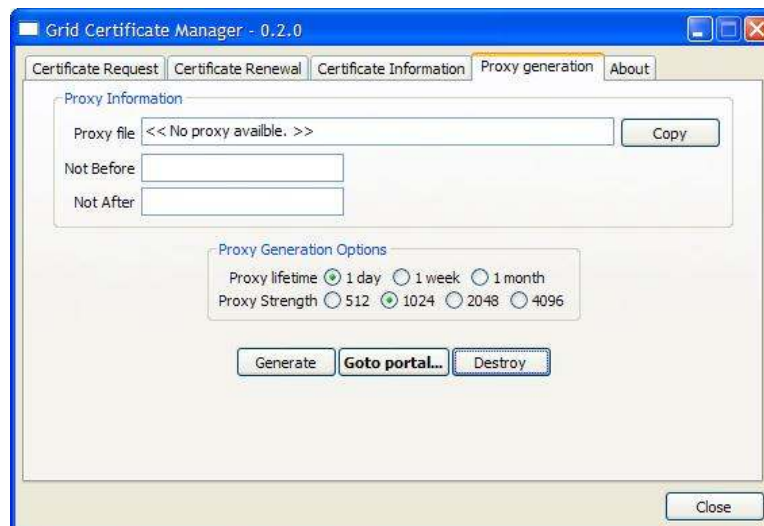 Grid Certificate Manager - 0.2.0
Certificate Request Certificate Renewal Certificate Information Proxy generation About
Proxy Information
Proxy file << No proxy availble. >> Copy
Not Before
Not After
Proxy Generation Options
Proxy lifetime 1 day 1 week 1 month
Proxy Strength 512 1024 2048 4096
Generate Goto portal... Destroy
Close